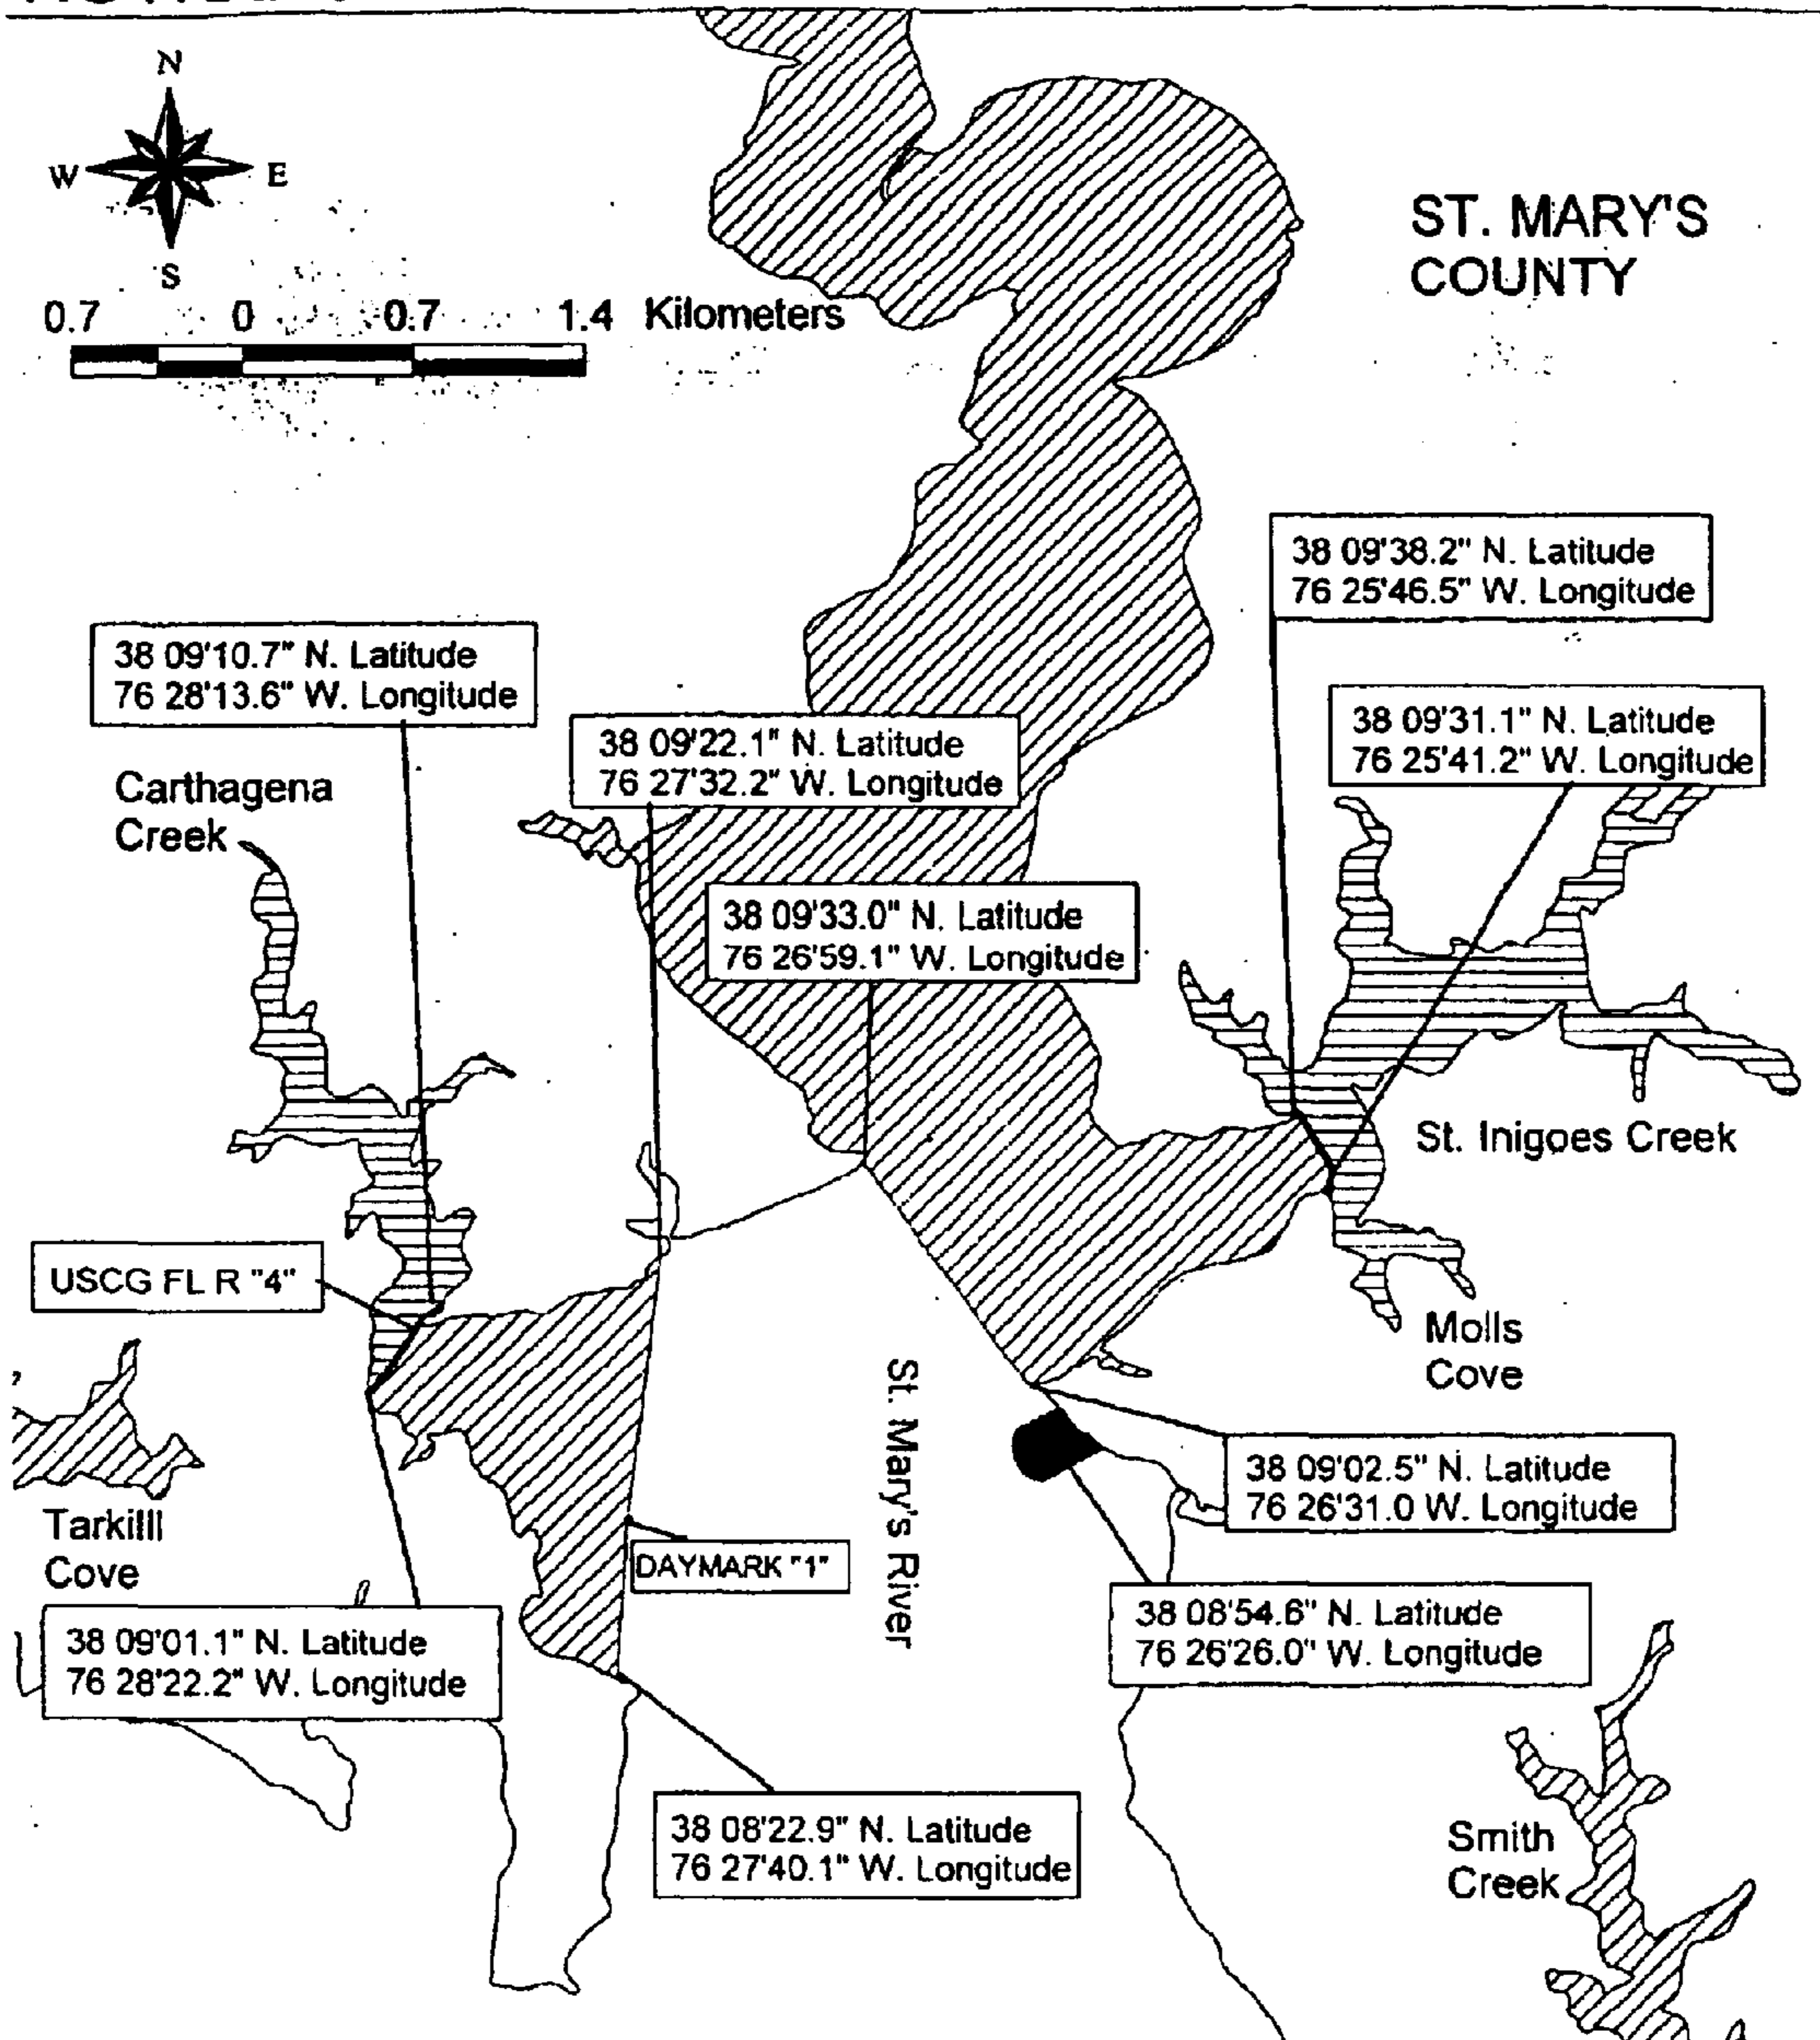 N
W E
S
0.7 0 0.7 1.4 Kilometers
ST. MARY'S
COUNTY
38 09'38.2" N. Latitude
76 25'46.5" W. Longitude
38 09'10.7" N. Latitude
76 28'13.6" W. Longitude
38 09'31.1" N. Latitude
76 25'41.2" W. Longitude
38 09'22.1" N. Latitude
76 27'32.2" W. Longitude
Carthagena
Creek
38 09'33.0" N. Latitude
76 26'59.1" W. Longitude
St. Inigoes Creek
USCG FL R "4"
Molls
Cove
St. Mary's River
38 09'02.5" N. Latitude
76 26'31.0 W. Longitude
Tarkilll
Cove
DAYMARK "1"
38 08'54.6" N. Latitude
76 26'26.0" W. Longitude
38 09'01.1" N. Latitude
76 28'22.2" W. Longitude
38 08'22.9" N. Latitude
76 27'40.1" W. Longitude
Smith
Creek